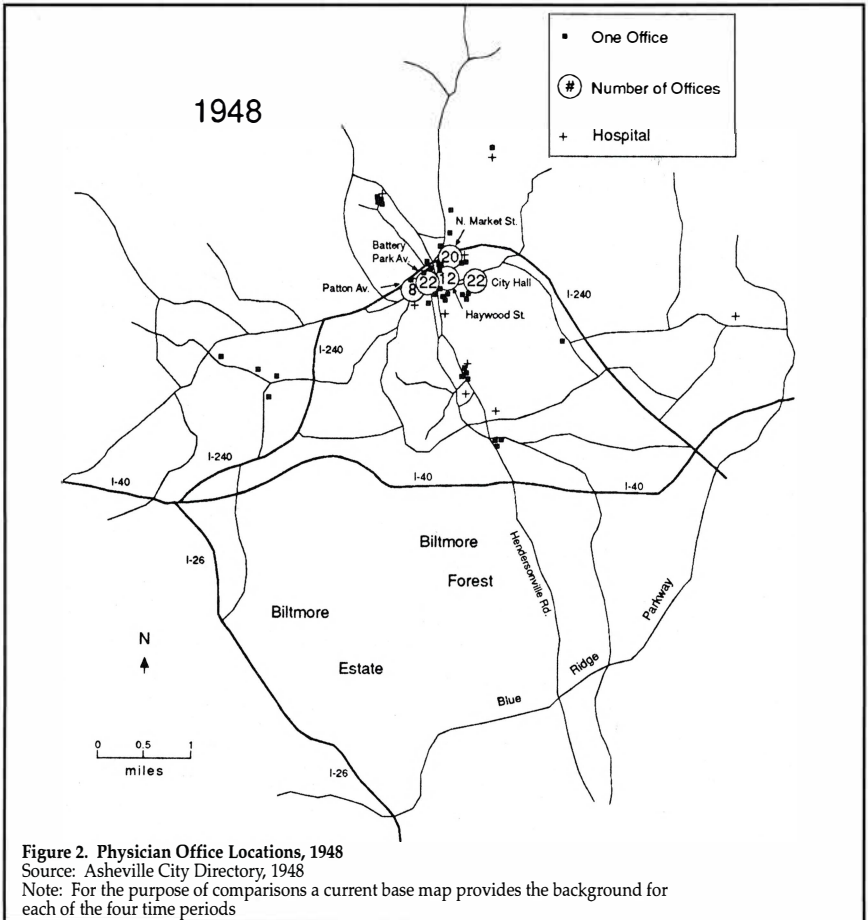 1948
One Office
# Number of Offices
+ Hospital
N. Market St.
Battery
Park Av.
20
Patton Av.
8
22
12
22
City Hall
Haywood St.
I-240
I-240
I-240
I-40
I-40
I-40
I-26
Biltmore
Forest
Hendersonville Rd.
Biltmore
Estate
Parkway
Ridge
Blue
N
0 0.5 1
miles
I-26
Figure 2. Physician Office Locations, 1948
Source: Asheville City Directory, 1948
Note: For the purpose of comparisons a current base map provides the background for
each of the four time periods